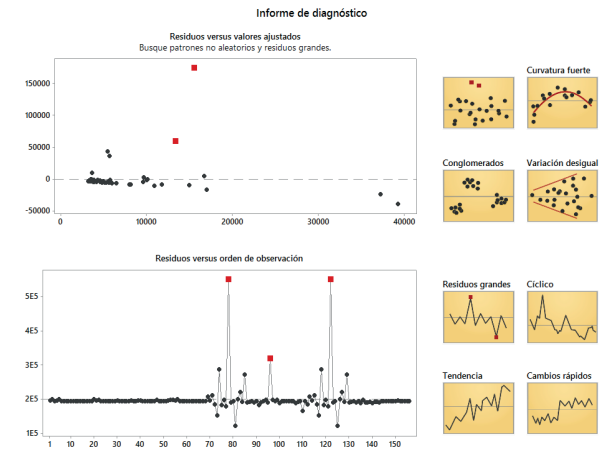 Informe de diagnóstico
Residuos versus valores ajustados
Busque patrones no aleatorios y residuos grandes.
150000
100000
50000
0
-50000
0
10000
20000
30000
40000
Curvatura fuerte
Conglomerados
Variación desigual
Residuos versus orden de observación
5E5
4E5
3E5
2E5
1E5
1
10
20
30
40
50
60
70
80
90
100
110
120
130
140
150
Residuos grandes
Cíclico
Tendencia
Cambios rápidos